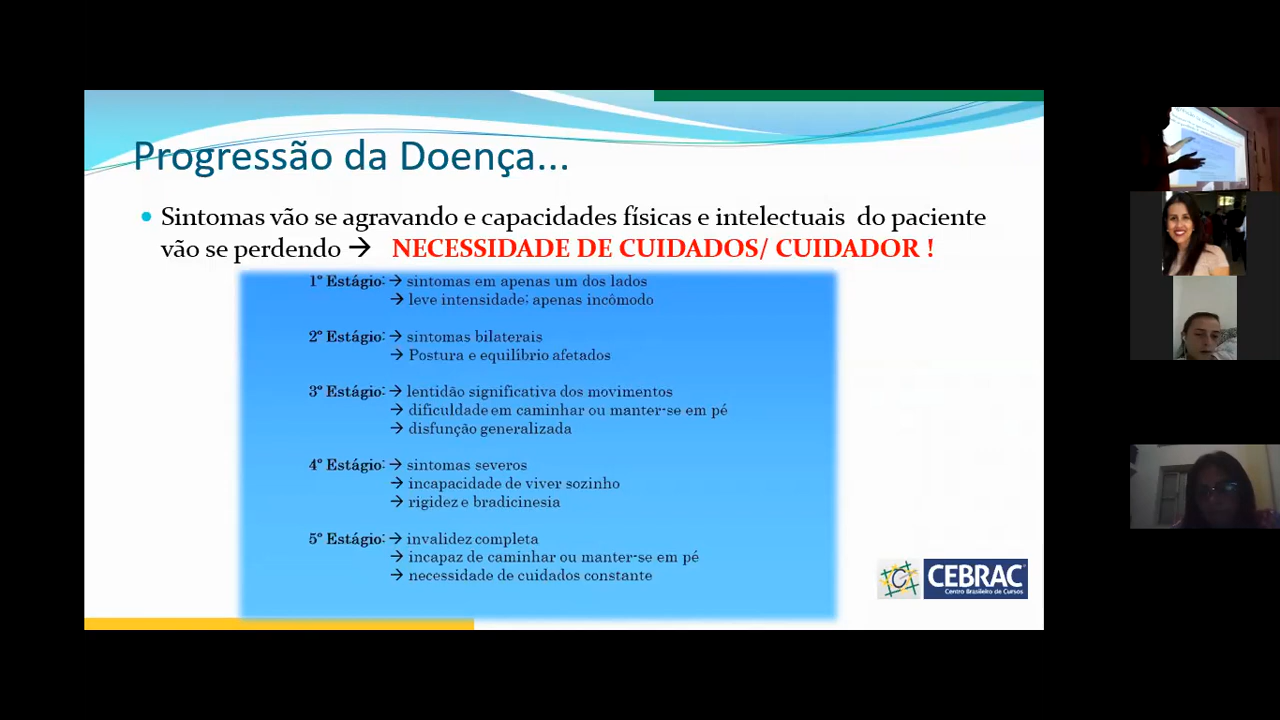 Progressão da Doença...
• Sintomas vão se agravando e capacidades físicas e intelectuais do paciente
vão se perdendo → NECESSIDADE DE CUIDADOS/ CUIDADOR !
1º Estágio: → sintomas em apenas um dos lados
→ leve intensidade; apenas incômodo
2º Estágio: → sintomas bilaterais
→ Postura e equilíbrio afetados
3º Estágio: → lentidão significativa dos movimentos
→ dificuldade em caminhar ou manter-se em pé
→ disfunção generalizada
4º Estágio: → sintomas severos
→ incapacidade de viver sozinho
→ rigidez e bradicinesia
5º Estágio: → invalidez completa
→ incapaz de caminhar ou manter-se em pé
→ necessidade de cuidados constante
C CEBRAC
Centro Brasileiro de Cursos